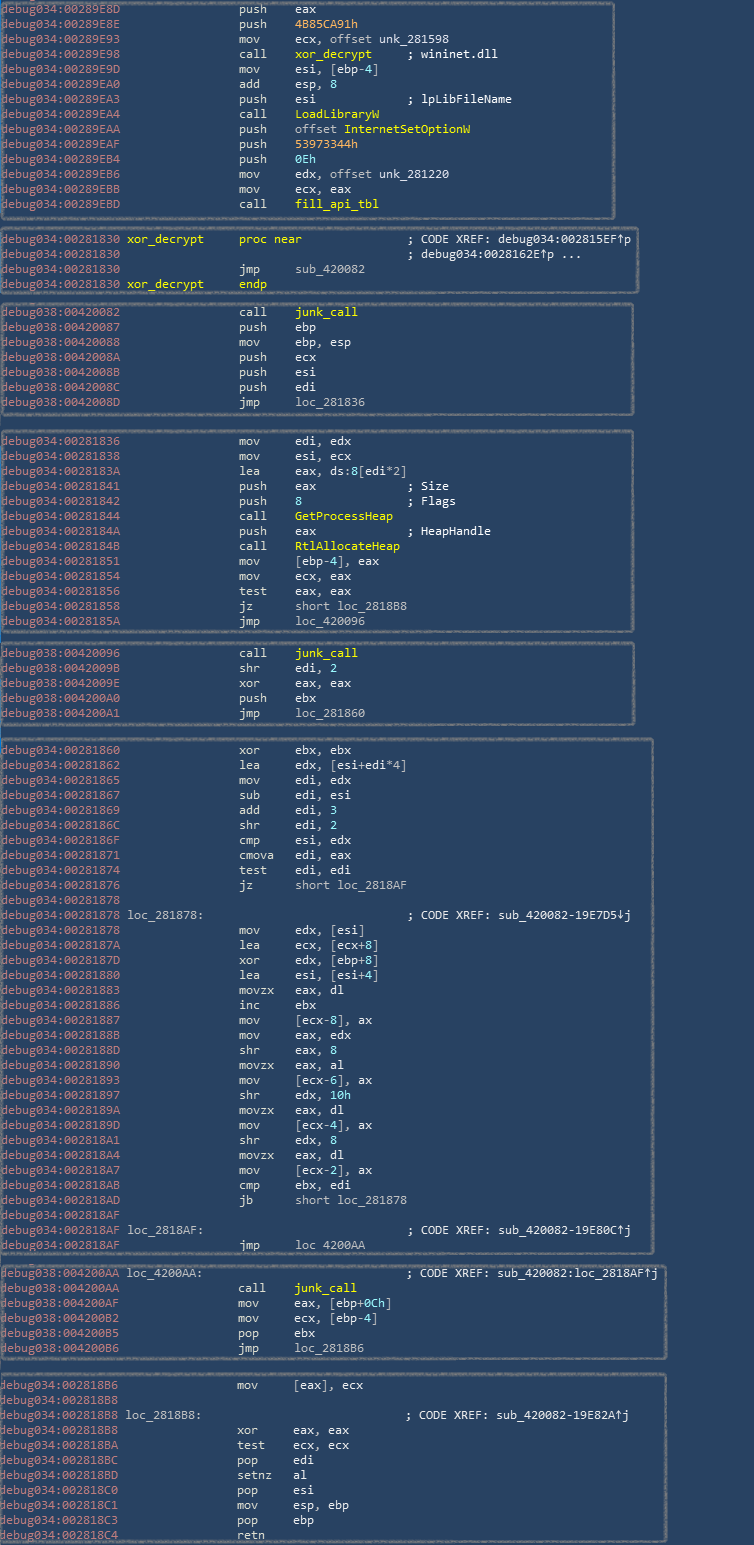 debug034:00289E8D push eax
debug034:00289E8E push 4B85CA91h
debug034:00289E93 mov ecx, offset unk_281598
debug034:00289E98 call xor_decrypt ; wininet.dll
debug034:00289E9D mov esi, [ebp-4]
debug034:00289EA0 add esp, 8
debug034:00289EA3 push esi ; lpLibFileName
debug034:00289EA4 call LoadLibraryW
debug034:00289EAA push offset InternetSetOptionW
debug034:00289EAF push 53973344h
debug034:00289EB4 push 0Eh
debug034:00289EB6 mov edx, offset unk_281220
debug034:00289EBB mov ecx, eax
debug034:00289EBD call fill_api_tbl
debug034:00281830 xor_decrypt proc near ; CODE XREF: debug034:002815EF↑p
debug034:00281830 ; debug034:0028162E↑p ...
debug034:00281830 jmp sub_420082
debug034:00281830 xor_decrypt endp
debug038:00420082 call junk_call
debug038:00420087 push ebp
debug038:00420088 mov ebp, esp
debug038:0042008A push ecx
debug038:0042008B push esi
debug038:0042008C push edi
debug038:0042008D jmp loc_281836
debug034:00281836 mov edi, edx
debug034:00281838 mov esi, ecx
debug034:0028183A lea eax, ds:8[edi*2]
debug034:00281841 push eax ; Size
debug034:00281842 push 8 ; Flags
debug034:00281844 call GetProcessHeap
debug034:0028184A push eax ; HeapHandle
debug034:0028184B call RtlAllocateHeap
debug034:00281851 mov [ebp-4], eax
debug034:00281854 mov ecx, eax
debug034:00281856 test eax, eax
debug034:00281858 jz short loc_2818B8
debug034:0028185A jmp loc_420096
debug038:00420096 call junk_call
debug038:0042009B shr edi, 2
debug038:0042009E xor eax, eax
debug038:004200A0 push ebx
debug038:004200A1 jmp loc_281860
debug034:00281860 xor ebx, ebx
debug034:00281862 lea edx, [esi+edi*4]
debug034:00281865 mov edi, edx
debug034:00281867 sub edi, esi
debug034:00281869 add edi, 3
debug034:0028186C shr edi, 2
debug034:0028186F cmp esi, edx
debug034:00281871 cmova edi, eax
debug034:00281874 test edi, edi
debug034:00281876 jz short loc_2818AF
debug034:00281878
debug034:00281878 loc_281878: ; CODE XREF: sub_420082-19E7D5↓j
debug034:00281878 mov edx, [esi]
debug034:0028187A lea ecx, [ecx+8]
debug034:0028187D xor edx, [ebp+8]
debug034:00281880 lea esi, [esi+4]
debug034:00281883 movzx eax, dl
debug034:00281886 inc ebx
debug034:00281887 mov [ecx-8], ax
debug034:0028188B mov eax, edx
debug034:0028188D shr eax, 8
debug034:00281890 movzx eax, al
debug034:00281893 mov [ecx-6], ax
debug034:00281897 shr edx, 10h
debug034:0028189A movzx eax, dl
debug034:0028189D mov [ecx-4], ax
debug034:002818A1 shr edx, 8
debug034:002818A4 movzx eax, dl
debug034:002818A7 mov [ecx-2], ax
debug034:002818AB cmp ebx, edi
debug034:002818AD jb short loc_281878
debug034:002818AF
debug034:002818AF loc_2818AF: ; CODE XREF: sub_420082-19E80C↑j
debug034:002818AF jmp loc 4200AA
debug038:004200AA loc_4200AA: ; CODE XREF: sub_420082:loc_2818AF↑j
debug038:004200AA call junk_call
debug038:004200AF mov eax, [ebp+0Ch]
debug038:004200B2 mov ecx, [ebp-4]
debug038:004200B5 pop ebx
debug038:004200B6 jmp loc_2818B6
debug034:002818B6 mov [eax], ecx
debug034:002818B8
debug034:002818B8 loc_2818B8: ; CODE XREF: sub_420082-19E82A↑j
debug034:002818B8 xor eax, eax
debug034:002818BA test ecx, ecx
debug034:002818BC pop edi
debug034:002818BD setnz al
debug034:002818C0 pop esi
debug034:002818C1 mov esp, ebp
debug034:002818C3 pop ebp
debug034:002818C4 retn